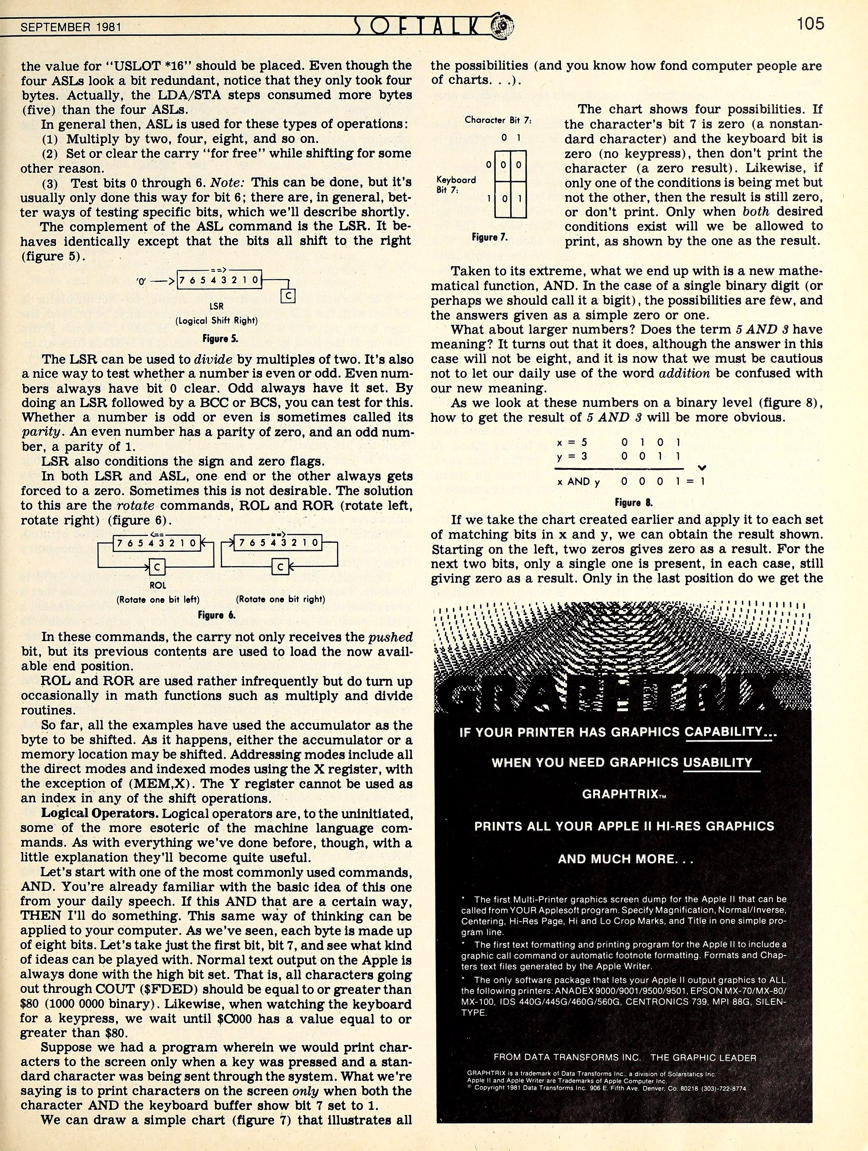 SEPTEMBER 1981
SOFTALK
105
the value for "USLOT *16" should be placed. Even though the
four ASLs look a bit redundant, notice that they only took four
bytes. Actually, the LDA/STA steps consumed more bytes
(five) than the four ASLs.
In general then, ASL is used for these types of operations:
(1) Multiply by two, four, eight, and so on.
(2) Set or clear the carry "for free" while shifting for some
other reason.
(3) Test bits 0 through 6. Note: This can be done, but it's
usually only done this way for bit 6; there are, in general, bet-
ter ways of testing specific bits, which we'll describe shortly.
The complement of the ASL command is the LSR. It be-
haves identically except that the bits all shift to the right
(figure 5).
==>
'0' —>7 6 5 4 3 2 1 0
C
LSR
(Logical Shift Right)
Figure 5.
The LSR can be used to divide by multiples of two. It's also
a nice way to test whether a number is even or odd. Even num-
bers always have bit 0 clear. Odd always have it set. By
doing an LSR followed by a BCC or BCS, you can test for this.
Whether a number is odd or even is sometimes called its
parity. An even number has a parity of zero, and an odd num-
ber, a parity of 1.
LSR also conditions the sign and zero flags.
In both LSR and ASL, one end or the other always gets
forced to a zero. Sometimes this is not desirable. The solution
to this are the rotate commands, ROL and ROR (rotate left,
rotate right) (figure 6).
<== ==>
7 6 5 4 3 2 1 0 7 6 5 4 3 2 1 0
C C
ROL
(Rotate one bit left) (Rotate one bit right)
Figure 6.
In these commands, the carry not only receives the pushed
bit, but its previous contents are used to load the now avail-
able end position.
ROL and ROR are used rather infrequently but do turn up
occasionally in math functions such as multiply and divide
routines.
So far, all the examples have used the accumulator as the
byte to be shifted. As it happens, either the accumulator or a
memory location may be shifted. Addressing modes include all
the direct modes and indexed modes using the X register, with
the exception of (MEM,X). The Y register cannot be used as
an index in any of the shift operations.
Logical Operators. Logical operators are, to the uninitiated,
some of the more esoteric of the machine language com-
mands. As with everything we've done before, though, with a
little explanation they'll become quite useful.
Let's start with one of the most commonly used commands,
AND. You're already familiar with the basic idea of this one
from your daily speech. If this AND that are a certain way,
THEN I'll do something. This same way of thinking can be
applied to your computer. As we've seen, each byte is made up
of eight bits. Let's take just the first bit, bit 7, and see what kind
of ideas can be played with. Normal text output on the Apple is
always done with the high bit set. That is, all characters going
out through COUT ($FDED) should be equal to or greater than
$80 (1000 0000 binary). Likewise, when watching the keyboard
for a keypress, we wait until $C000 has a value equal to or
greater than $80.
Suppose we had a program wherein we would print char-
acters to the screen only when a key was pressed and a stan-
dard character was being sent through the system. What we're
saying is to print characters on the screen only when both the
character AND the keyboard buffer show bit 7 set to 1.
We can draw a simple chart (figure 7) that illustrates all
the possibilities (and you know how fond computer people are
of charts. . .).
Character Bit 7:
0 1
0 0 0
Keyboard
Bit 7:
1 0 1
Figure 7.
The chart shows four possibilities. If
the character's bit 7 is zero (a nonstan-
dard character) and the keyboard bit is
zero (no keypress), then don't print the
character (a zero result). Likewise, if
only one of the conditions is being met but
not the other, then the result is still zero,
or don't print. Only when both desired
conditions exist will we be allowed to
print, as shown by the one as the result.
Taken to its extreme, what we end up with is a new mathe-
matical function, AND. In the case of a single binary digit (or
perhaps we should call it a bigit), the possibilities are few, and
the answers given as a simple zero or one.
What about larger numbers? Does the term 5 AND 3 have
meaning? It turns out that it does, although the answer in this
case will not be eight, and it is now that we must be cautious
not to let our daily use of the word addition be confused with
our new meaning.
As we look at these numbers on a binary level (figure 8),
how to get the result of 5 AND 3 will be more obvious.
x = 5 0 1 0 1
y = 3 0 0 1 1
x AND y 0 0 0 1 = 1
Figure 8.
If we take the chart created earlier and apply it to each set
of matching bits in x and y, we can obtain the result shown.
Starting on the left, two zeros gives zero as a result. For the
next two bits, only a single one is present, in each case, still
giving zero as a result. Only in the last position do we get the
GRAPHTRIX
IF YOUR PRINTER HAS GRAPHICS CAPABILITY...
WHEN YOU NEED GRAPHICS USABILITY
GRAPHTRIX™
PRINTS ALL YOUR APPLE II HI-RES GRAPHICS
AND MUCH MORE. . .
* The first Multi-Printer graphics screen dump for the Apple II that can be
called from YOUR Applesoft program. Specify Magnification, Normal/Inverse,
Centering, Hi-Res Page, Hi and Lo Crop Marks, and Title in one simple pro-
gram line.
* The first text formatting and printing program for the Apple II to include a
graphic call command or automatic footnote formatting. Formats and Chap-
ters text files generated by the Apple Writer.
* The only software package that lets your Apple II output graphics to ALL
the following printers: ANADEX 9000/9001/9500/9501, EPSON MX-70/MX-80/
MX-100, IDS 440G/445G/460G/560G, CENTRONICS 739, MPI 88G, SILEN-
TYPE.
FROM DATA TRANSFORMS INC. THE GRAPHIC LEADER
GRAPHTRIX is a trademark of Data Transforms Inc., a division of Solarstatics Inc.
Apple II and Apple Writer are Trademarks of Apple Computer Inc.
© Copyright 1981 Data Transforms Inc. 906 E. Fifth Ave. Denver, Co. 80218 (303)-722-8774